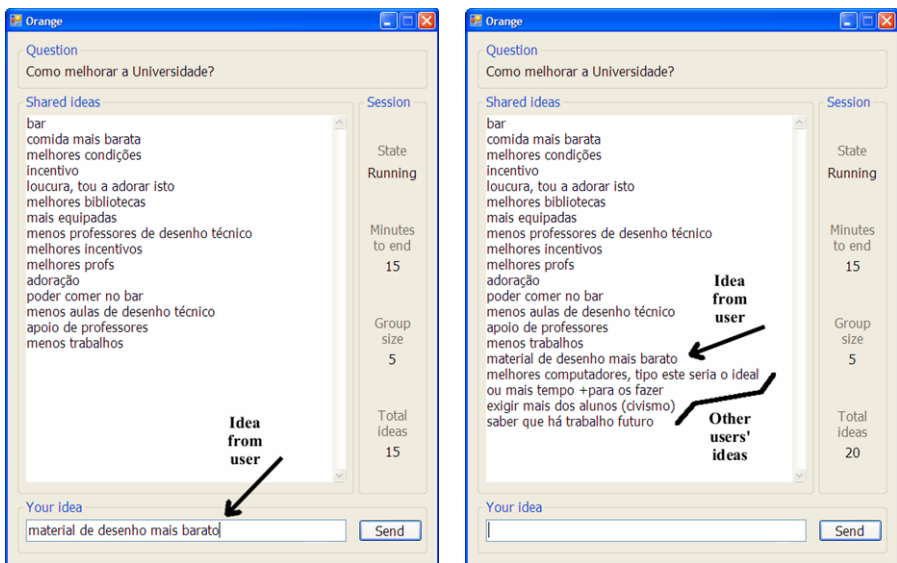 Orange
Question
Como melhorar a Universidade?
Shared ideas
bar
comida mais barata
melhores condições
incentivo
loucura, tou a adorar isto
melhores bibliotecas
mais equipadas
menos professores de desenho técnico
melhores incentivos
melhores profs
adoração
poder comer no bar
menos aulas de desenho técnico
apoio de professores
menos trabalhos
Idea
from
user
Session
State
Running
Minutes
to end
15
Group
size
5
Total
ideas
15
Your idea
material de desenho mais barato
Send
Orange
Question
Como melhorar a Universidade?
Shared ideas
bar
comida mais barata
melhores condições
incentivo
loucura, tou a adorar isto
melhores bibliotecas
mais equipadas
menos professores de desenho técnico
melhores incentivos
melhores profs
adoração
poder comer no bar
menos aulas de desenho técnico
apoio de professores
menos trabalhos
material de desenho mais barato
melhores computadores, tipo este seria o ideal
ou mais tempo +para os fazer
exigir mais dos alunos (civismo)
saber que há trabalho futuro
Idea
from
user
Other
users'
ideas
Session
State
Running
Minutes
to end
15
Group
size
5
Total
ideas
20
Your idea
Send